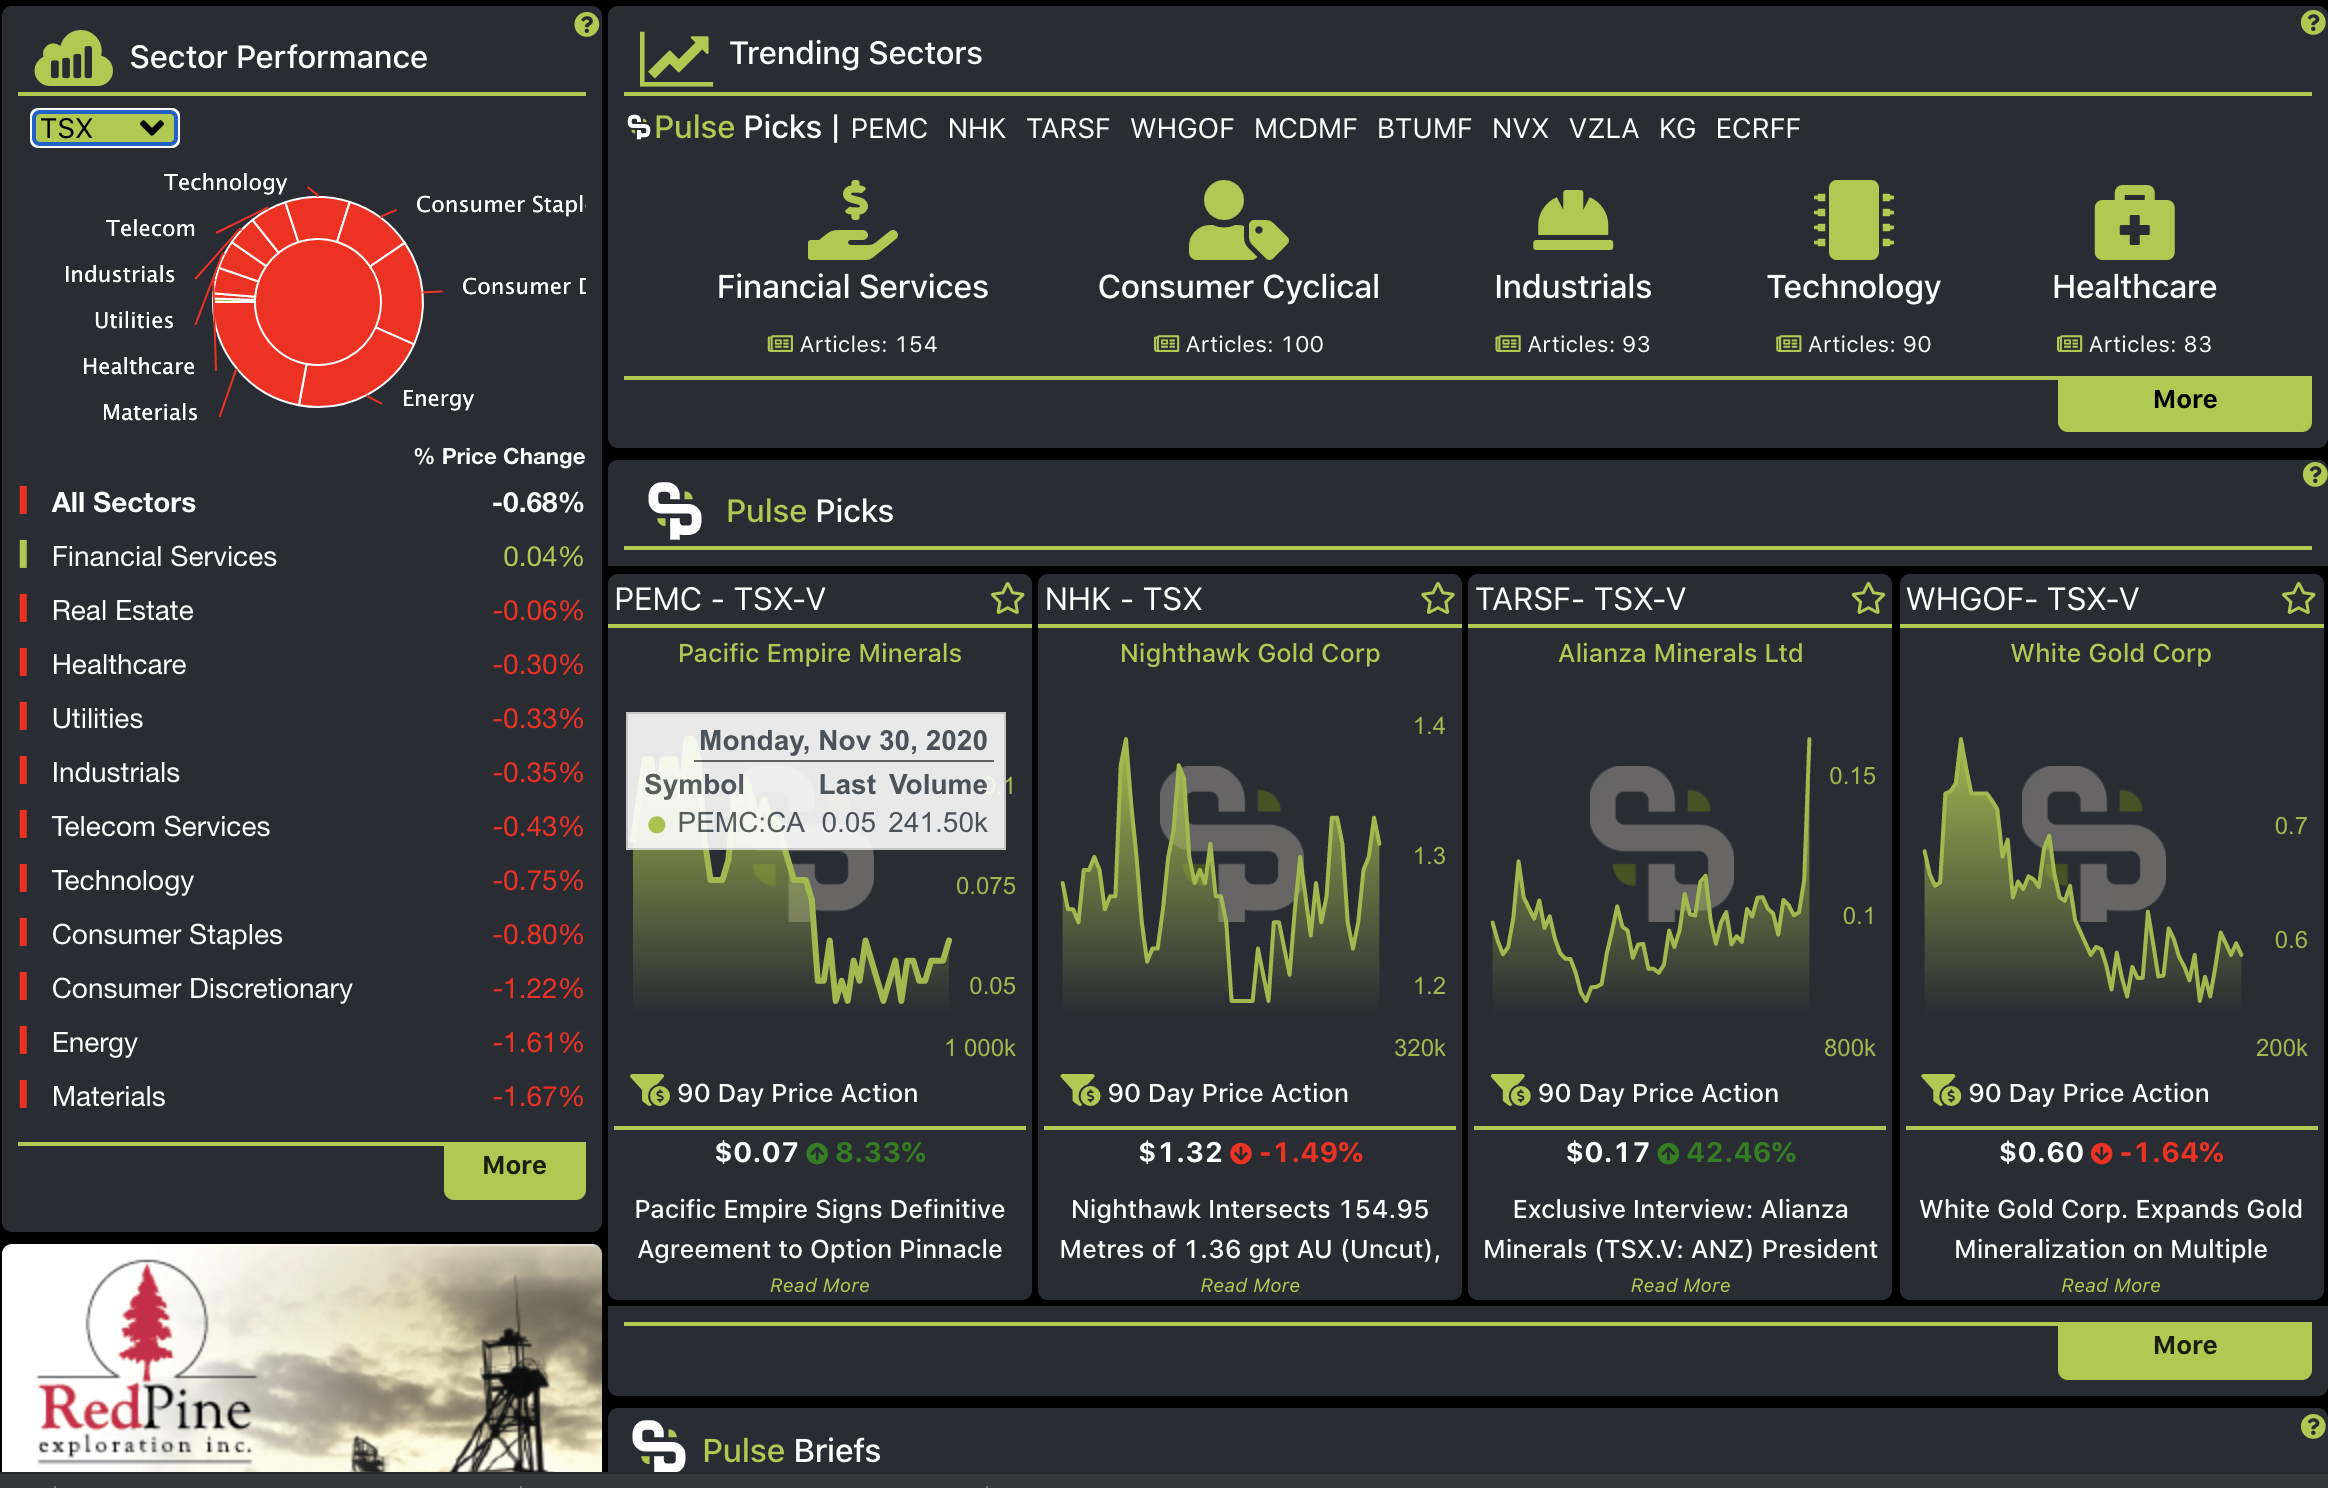 Sector Performance
TSX
Technology
Consumer Stapl
Telecom
Industrials
Consumer D
Utilities
Healthcare
Energy
Materials
% Price Change
All Sectors -0.68%
Financial Services 0.04%
Real Estate -0.06%
Healthcare -0.30%
Utilities -0.33%
Industrials -0.35%
Telecom Services -0.43%
Technology -0.75%
Consumer Staples -0.80%
Consumer Discretionary -1.22%
Energy -1.61%
Materials -1.67%
More
RedPine
exploration inc.
Trending Sectors
Pulse Picks | PEMC NHK TARSF WHGOF MCDMF BTUMF NVX VZLA KG ECRFF
Financial Services
Articles: 154
Consumer Cyclical
Articles: 100
Industrials
Articles: 93
Technology
Articles: 90
Healthcare
Articles: 83
More
Pulse Picks
PEMC - TSX-V
Pacific Empire Minerals
Monday, Nov 30, 2020
Symbol Last Volume
PEMC:CA 0.05 241.50k
0.1
0.075
0.05
1 000k
90 Day Price Action
$0.07 8.33%
Pacific Empire Signs Definitive
Agreement to Option Pinnacle
Read More
NHK - TSX
Nighthawk Gold Corp
1.4
1.3
1.2
320k
90 Day Price Action
$1.32 -1.49%
Nighthawk Intersects 154.95
Metres of 1.36 gpt AU (Uncut),
Read More
TARSF- TSX-V
Alianza Minerals Ltd
0.15
0.1
800k
90 Day Price Action
$0.17 42.46%
Exclusive Interview: Alianza
Minerals (TSX.V: ANZ) President
Read More
WHGOF- TSX-V
White Gold Corp
0.7
0.6
200k
90 Day Price Action
$0.60 -1.64%
White Gold Corp. Expands Gold
Mineralization on Multiple
Read More
More
Pulse Briefs